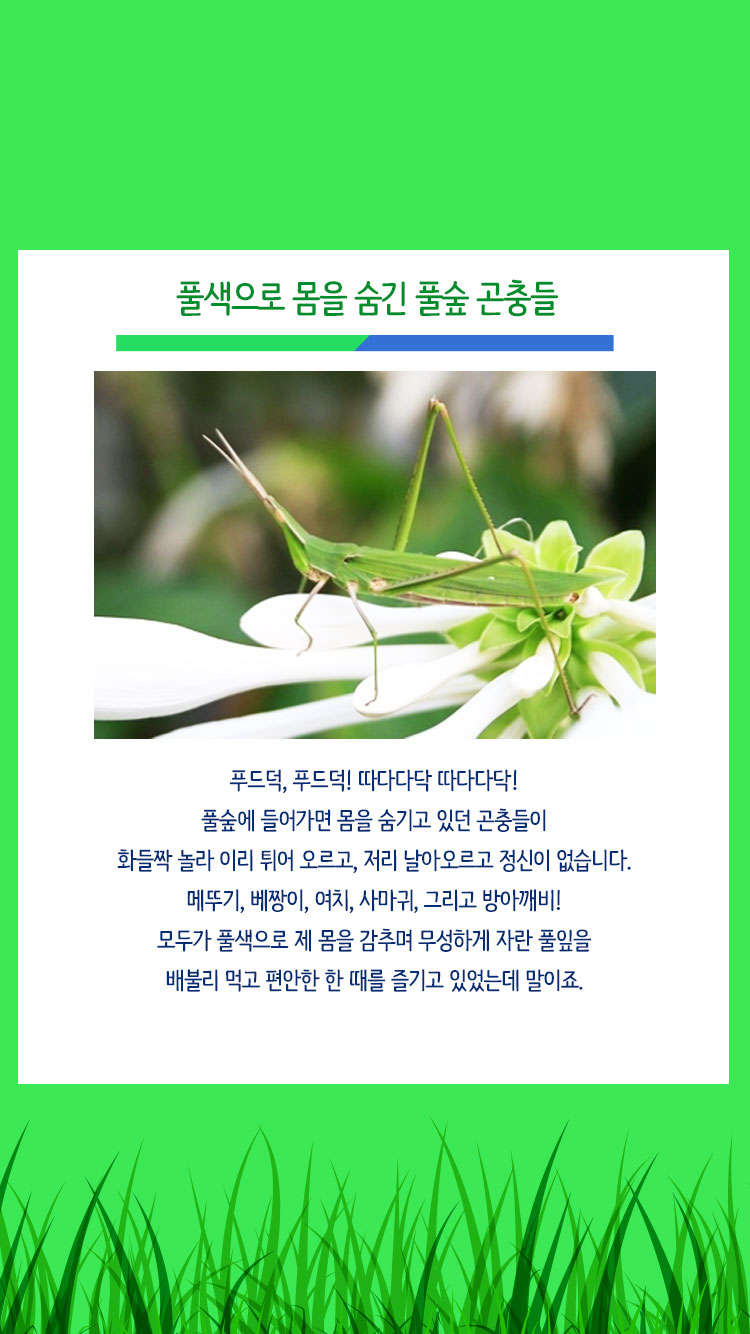 풀색으로 몸을 숨긴 풀숲 곤충들
푸드덕, 푸드덕! 따다다닥 따다다닥!
풀숲에 들어가면 몸을 숨기고 있던 곤충들이
화들짝 놀라 이리 튀어 오르고, 저리 날아오르고 정신이 없습니다.
메뚜기, 베짱이, 여치, 사마귀, 그리고 방아깨비!
모두가 풀색으로 제 몸을 감추며 무성하게 자란 풀잎을
배불리 먹고 편안한 한 때를 즐기고 있었는데 말이죠.